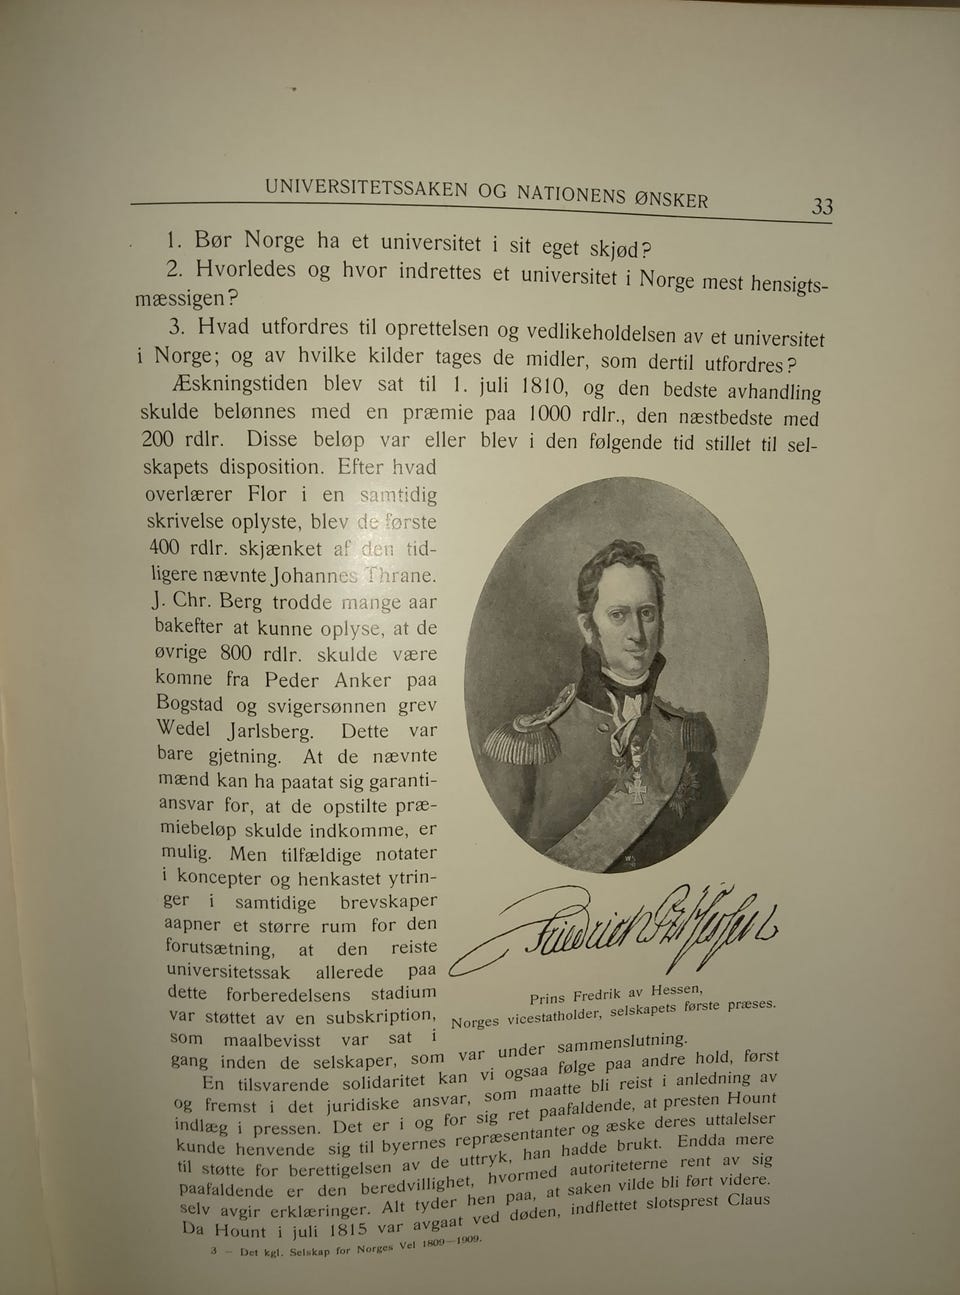 UNIVERSITETSSAKEN OG NATIONENS ØNSKER 33
1. Bør Norge ha et universitet i sit eget skjød?
2. Hvorledes og hvor indrettes et universitet i Norge mest hensigts-
mæssigen?
3. Hvad utfordres til oprettelsen og vedlikeholdelsen av et universitet
i Norge; og av hvilke kilder tages de midler, som dertil utfordres?
Æskningstiden blev sat til 1. juli 1810, og den bedste avhandling
skulde belønnes med en præmie paa 1000 rdlr., den næstbedste med
200 rdlr. Disse beløp var eller blev i den følgende tid stillet til sel-
skapets disposition. Efter hvad
overlærer Flor i en samtidig
skrivelse oplyste, blev de første
400 rdlr. skjænket af den tid-
ligere nævnte Johannes Thrane.
J. Chr. Berg trodde mange aar
bakefter at kunne oplyse, at de
øvrige 800 rdlr. skulde være
komne fra Peder Anker paa
Bogstad og svigersønnen grev
Wedel Jarlsberg. Dette var
bare gjetning. At de nævnte
mænd kan ha paatat sig garanti-
ansvar for, at de opstilte præ-
miebeløp skulde indkomme, er
mulig. Men tilfældige notater
i koncepter og henkastet ytrin-
ger i samtidige brevskaper
aapner et større rum for den
forutsætning, at den reiste
universitetssak allerede paa
dette forberedelsens stadium
var støttet av en subskription,
som maalbevisst var sat i
gang inden de selskaper, som var under sammenslutning.
Friedrich Pz Hessen
Prins Fredrik av Hessen,
Norges vicestatholder, selskapets første præses.
En tilsvarende solidaritet kan vi ogsaa følge paa andre hold, først
og fremst i det juridiske ansvar, som maatte bli reist i anledning av
indlæg i pressen. Det er i og for sig ret paafaldende, at presten Hount
kunde henvende sig til byernes repræsentanter og æske deres uttalelser
til støtte for berettigelsen av de uttryk, han hadde brukt. Endda mere
paafaldende er den beredvillighet, hvormed autoriteterne rent av sig
selv avgir erklæringer. Alt tyder hen paa, at saken vilde bli ført videre.
Da Hount i juli 1815 var avgaat ved døden, indflettet slotsprest Claus
3 — Det kgl. Selskap for Norges Vel 1809—1909.